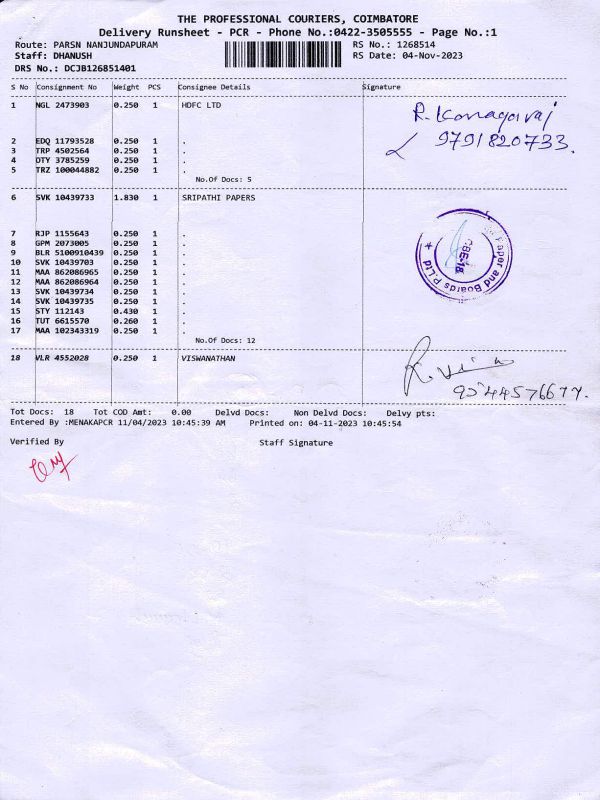 THE PROFESSIONAL COURIERS, COIMBATORE
Delivery Runsheet - PCR - Phone No.:0422-3505555 - Page No.:1
Route: PARSN NANJUNDAPURAM RS No.: 1268514
Staff: DHANUSH RS Date: 04-Nov-2023
DRS No.: DCJB126851401
S No Consignment No Weight PCS Consignee Details Signature
1 NGL 2473903 0.250 1 HDFC LTD
R. Kanagaraj
9791820733.
2 EDQ 11793528 0.250 1 .
3 TRP 4502564 0.250 1 .
4 OTY 3785259 0.250 1 .
5 TRZ 100044882 0.250 1 .
No.Of Docs: 5
6 SVK 10439733 1.830 1 SRIPATHI PAPERS
7 RJP 1155643 0.250 1 .
8 GPM 2073005 0.250 1 .
9 BLR 5100910439 0.250 1 .
10 SVK 10439703 0.250 1 .
11 MAA 862086965 0.250 1 .
12 MAA 862086964 0.250 1 .
13 SVK 10439734 0.250 1 .
14 SVK 10439735 0.250 1 .
15 STY 112143 0.430 1 .
16 TUT 6615570 0.260 1 .
17 MAA 102343319 0.250 1 .
No.Of Docs: 12
Paper and Boards P.Ltd
CBE-18
18 VLR 4552028 0.250 1 VISWANATHAN
Tot Docs: 18 Tot COD Amt: 0.00 Delvd Docs: Non Delvd Docs: Delvy pts:
Entered By :MENAKAPCR 11/04/2023 10:45:39 AM Printed on: 04-11-2023 10:45:54
Verified By Staff Signature